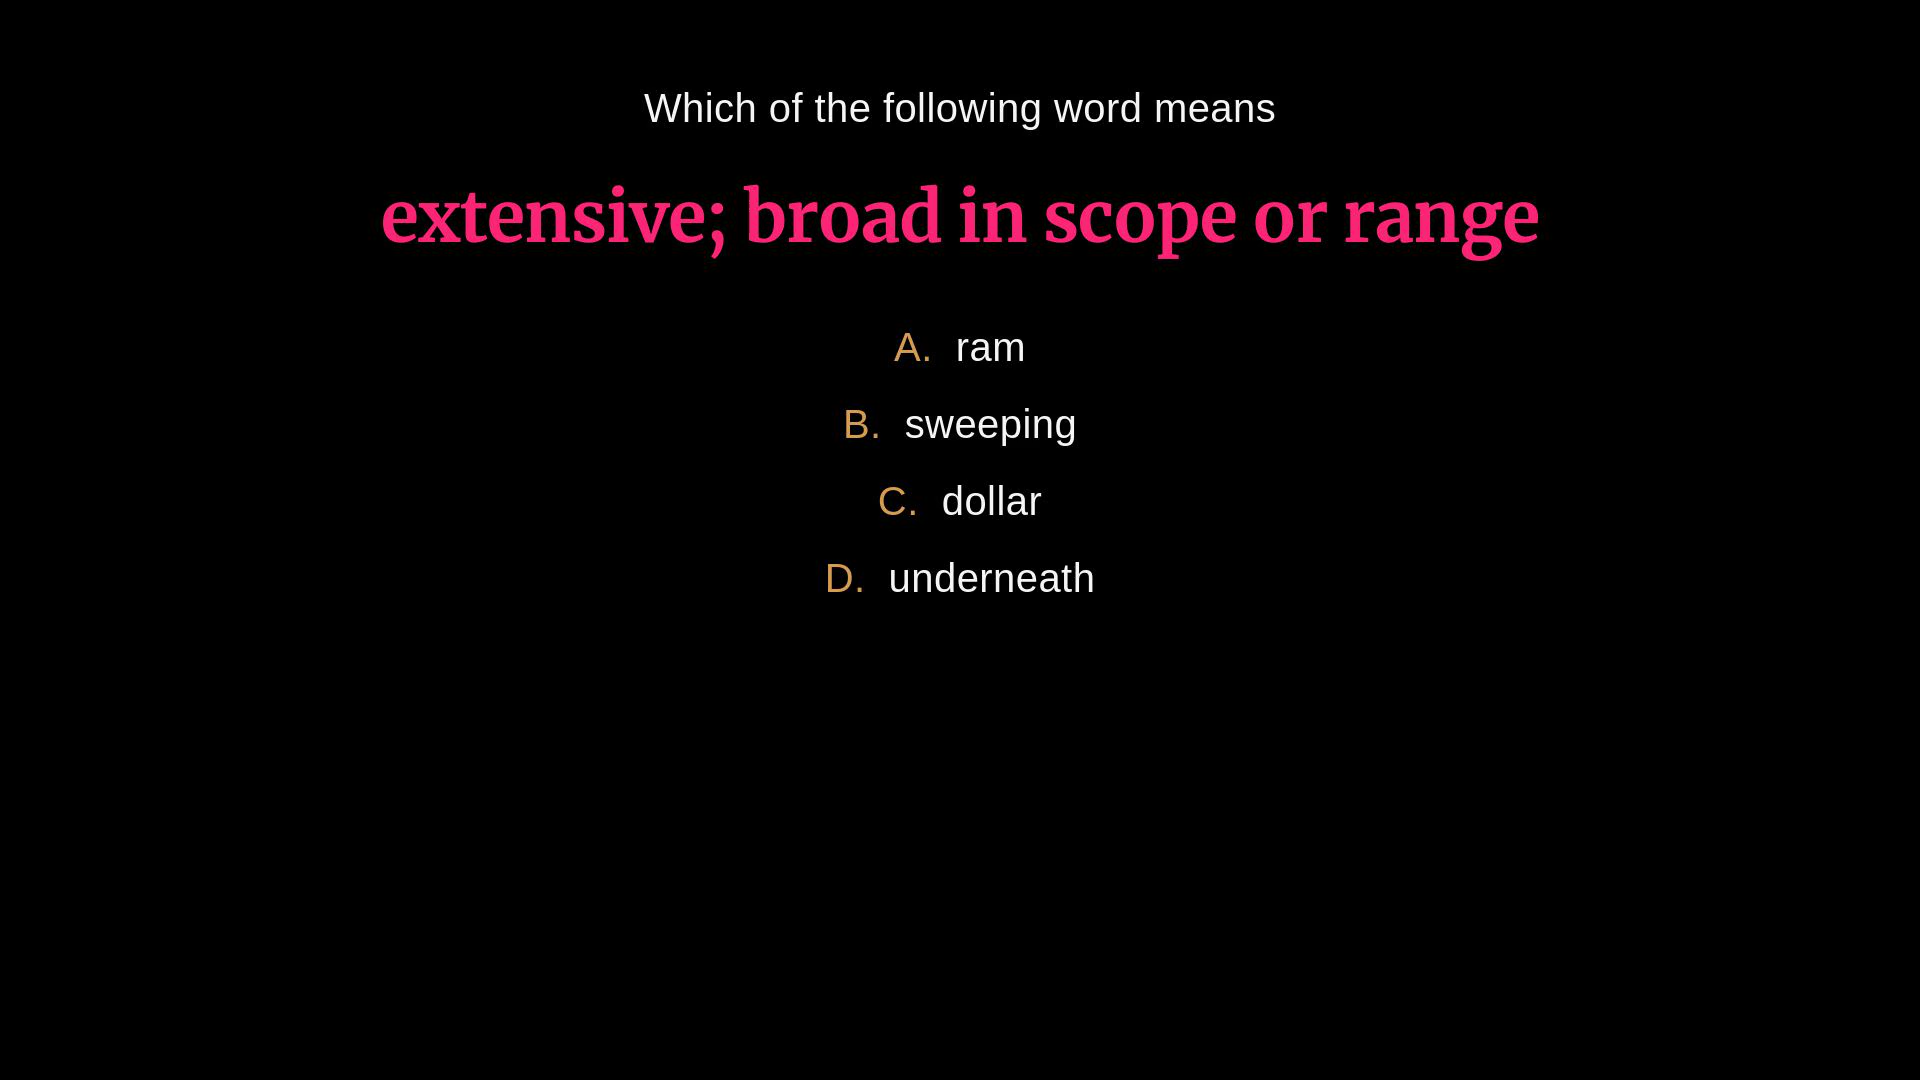 Which of the following word means
extensive; broad in scope or range
A. ram
B. sweeping
C. dollar
D. underneath